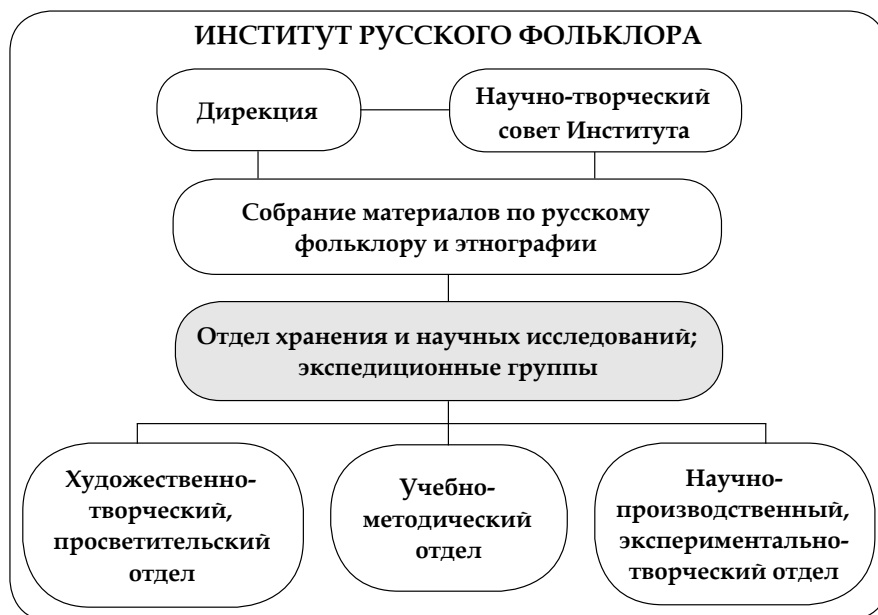 ИНСТИТУТ РУССКОГО ФОЛЬКЛОРА
Дирекция
Научно-творческий
совет Института
Собрание материалов по русскому
фольклору и этнографии
Отдел хранения и научных исследований;
экспедиционные группы
Художественно-
творческий,
просветительский
отдел
Учебно-
методический
отдел
Научно-
производственный,
экспериментально-
творческий отдел